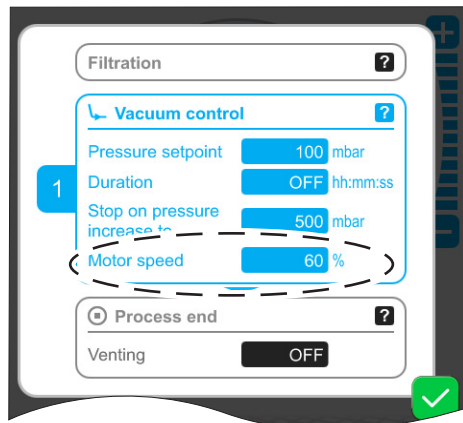 Filtration ?
Vacuum control ?
1
Pressure setpoint 100 mbar
Duration OFF hh:mm:ss
Stop on pressure
increase to 500 mbar
Motor speed 60 %
Process end ?
Venting OFF